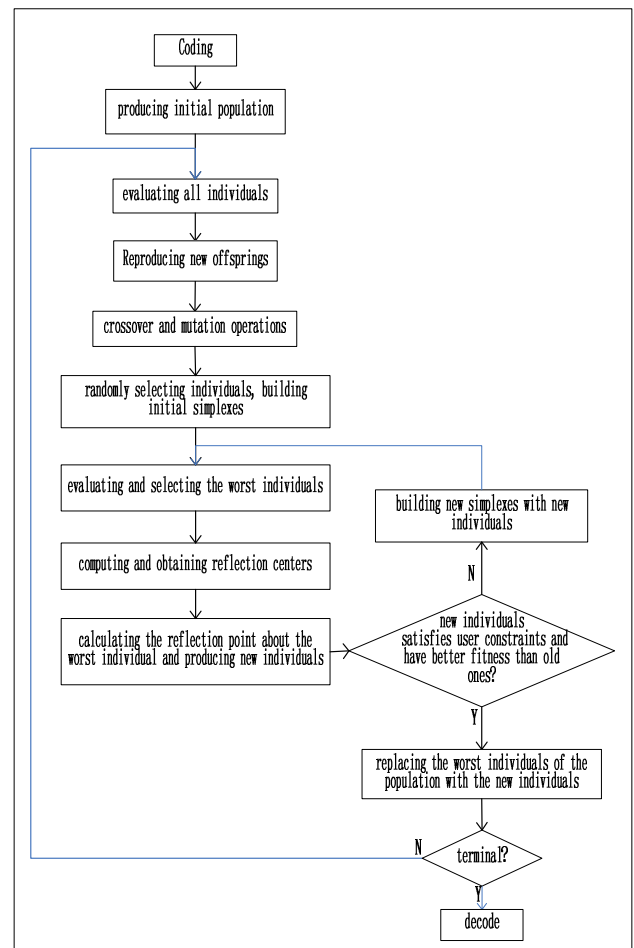 Coding
producing initial population
evaluating all individuals
Reproducing new offsprings
crossover and mutation operations
randomly selecting individuals, building
initial simplexes
evaluating and selecting the worst individuals
computing and obtaining reflection centers
calculating the reflection point about the
worst individual and producing new individuals
building new simplexes with new
individuals
N
new individuals
satisfies user constraints and
have better fitness than old
ones?
Y
replacing the worst individuals of the
population with the new individuals
N
terminal?
Y
decode